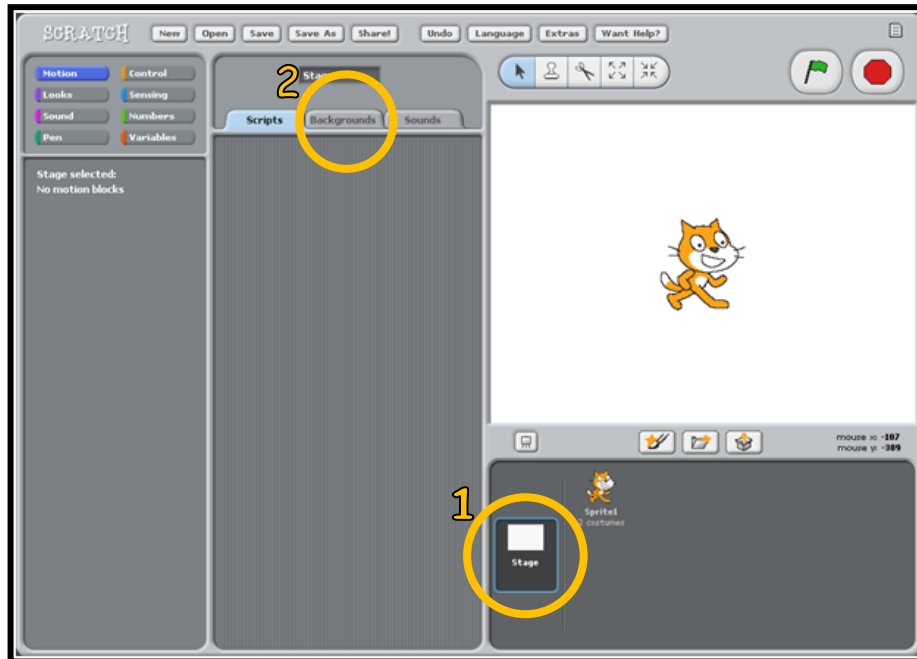 SCRATCH New Open Save Save As Share! Undo Language Extras Want Help?
Motion Control
Looks Sensing
Sound Numbers
Pen Variables
2
Scripts Backgrounds Sounds
Stage selected:
No motion blocks
mouse x: -107
mouse y: -389
1
Sprite1
2 costumes
Stage